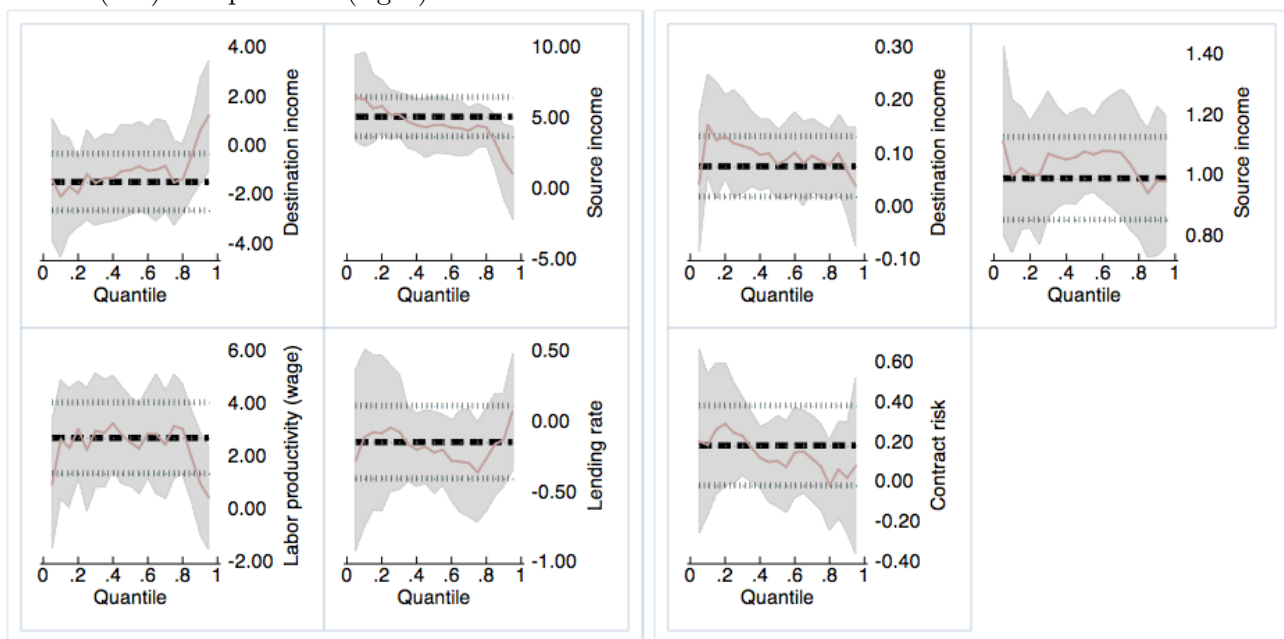 4.00
2.00
0.00
-2.00
-4.00
Destination income
0 .2 .4 .6 .8 1
Quantile
10.00
5.00
0.00
-5.00
Source income
0 .2 .4 .6 .8 1
Quantile
0.30
0.20
0.10
0.00
-0.10
Destination income
0 .2 .4 .6 .8 1
Quantile
1.40
1.20
1.00
0.80
Source income
0 .2 .4 .6 .8 1
Quantile
6.00
4.00
2.00
0.00
-2.00
Labor productivity (wage)
0 .2 .4 .6 .8 1
Quantile
0.50
0.00
-0.50
-1.00
Lending rate
0 .2 .4 .6 .8 1
Quantile
0.60
0.40
0.20
0.00
-0.20
-0.40
Contract risk
0 .2 .4 .6 .8 1
Quantile